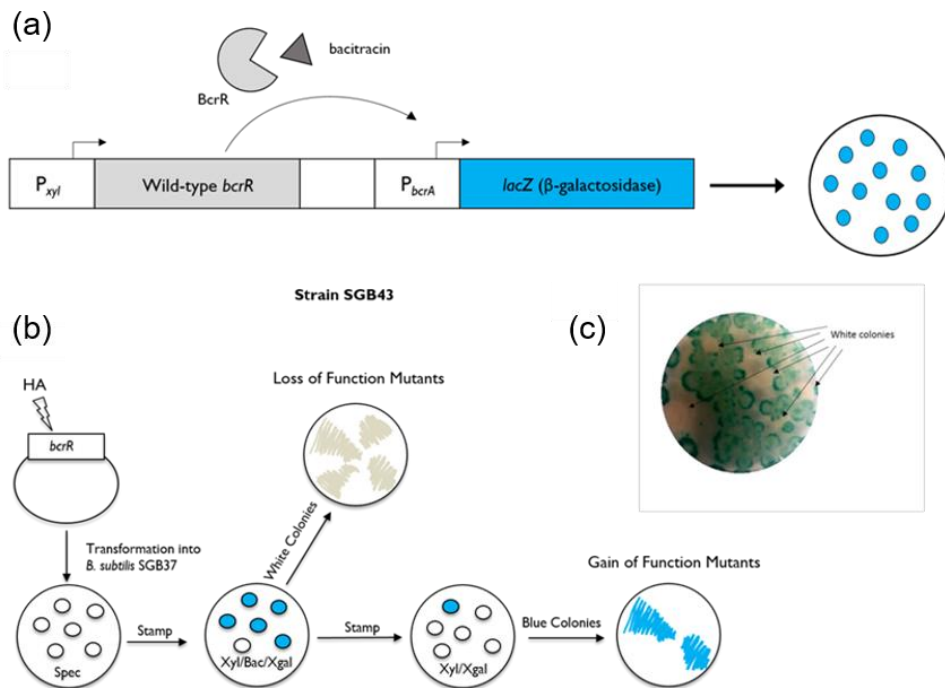 (a)
bacitracin
BcrR
Pxyl
Wild-type bcrR
PbcrA
lacZ (β-galactosidase)
Strain SGB43
(b)
(c)
White colonies
Loss of Function Mutants
HA
bcrR
White Colonies
Transformation into
B. subtilis SGB37
Gain of Function Mutants
Spec
Stamp
Xyl/Bac/Xgal
Stamp
Xyl/Xgal
Blue Colonies